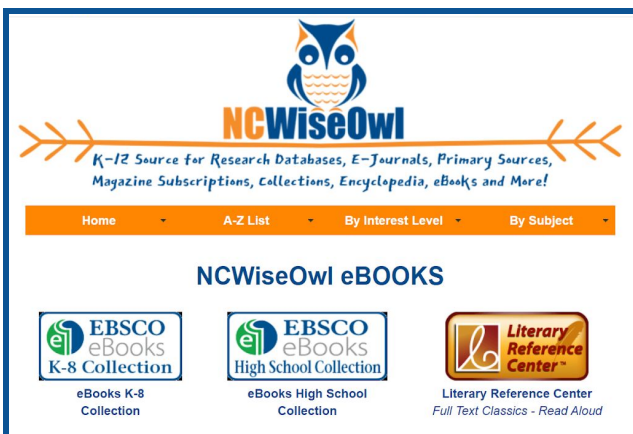 NCWiseOwl
K-12 Source for Research Databases, E-Journals, Primary Sources,
Magazine Subscriptions, Collections, Encyclopedia, eBooks and More!
Home A-Z List By Interest Level By Subject
NCWiseOwl eBOOKS
EBSCO
eBooks
K-8 Collection
EBSCO
eBooks
High School Collection
Literary
Reference
Center™
eBooks K-8
Collection
eBooks High School
Collection
Literary Reference Center
Full Text Classics - Read Aloud